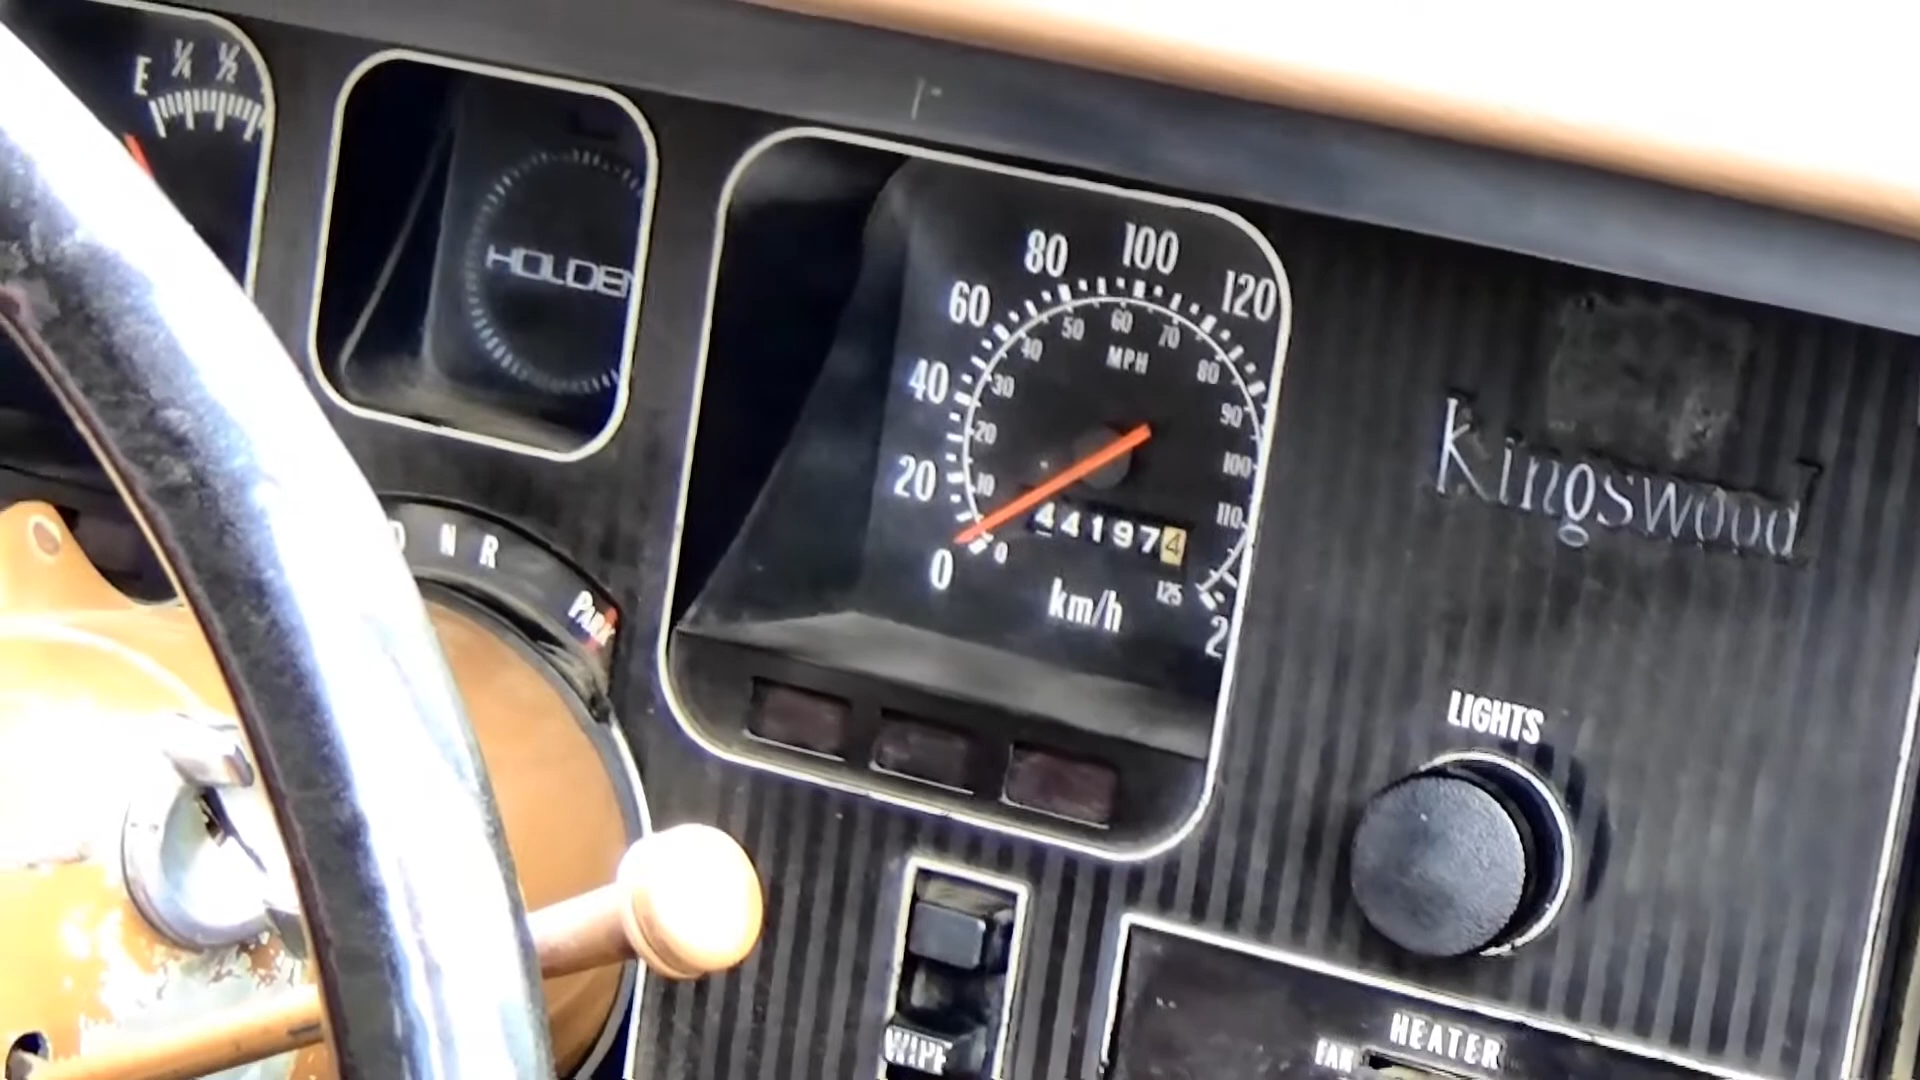 E ¼ ½
HOLDEN
80 100 120
60
50 60 70
40 MPH 80
40 30
90
20
20 10 100
110
441974
0 0
125
km/h
2
N R
PARK
Kingswood
LIGHTS
WIPE
HEATER
FAN